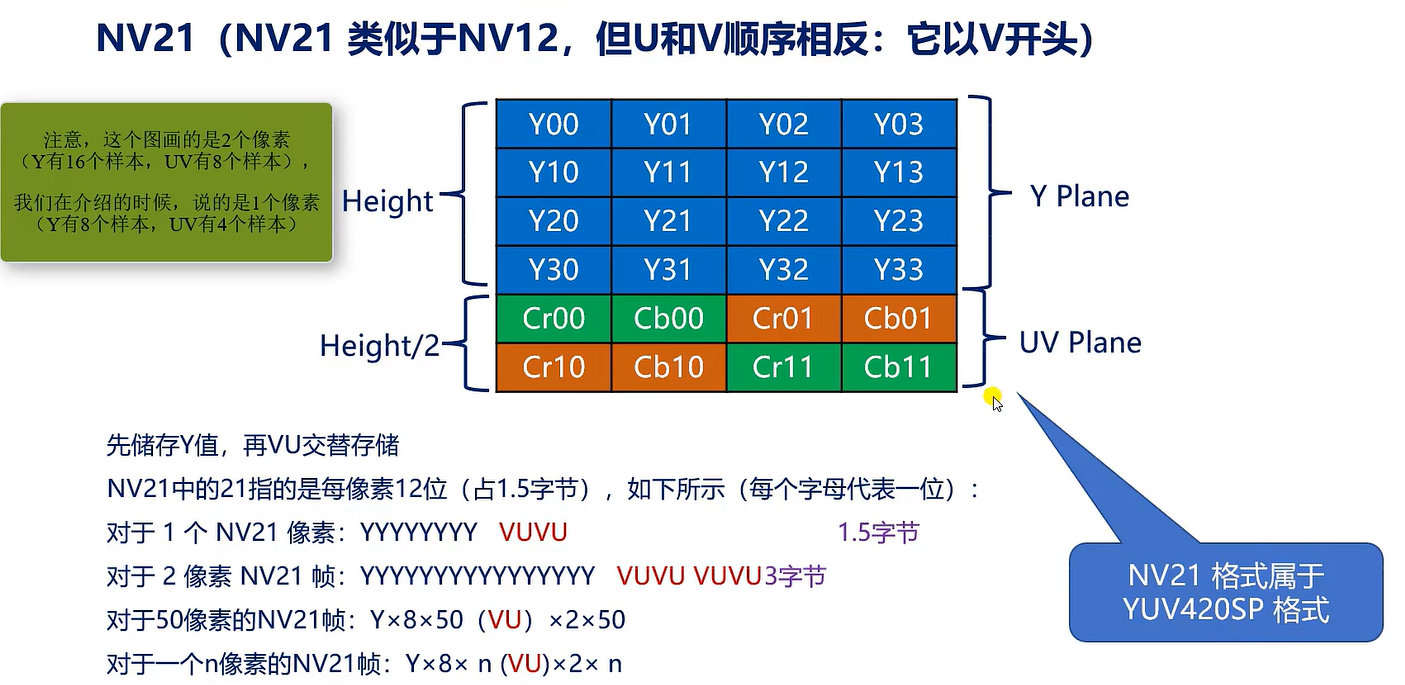 NV21（NV21 类似于NV12，但U和V顺序相反：它以V开头）
注意，这个图画的是2个像素
（Y有16个样本，UV有8个样本），
我们在介绍的时候，说的是1个像素
（Y有8个样本，UV有4个样本）
Height
Y00 Y01 Y02 Y03
Y10 Y11 Y12 Y13
Y20 Y21 Y22 Y23
Y30 Y31 Y32 Y33
Y Plane
Height/2
Cr00 Cb00 Cr01 Cb01
Cr10 Cb10 Cr11 Cb11
UV Plane
先储存Y值，再VU交替存储
NV21中的21指的是每像素12位（占1.5字节），如下所示（每个字母代表一位）：
对于 1 个 NV21 像素：YYYYYYYY VUVU 1.5字节
对于 2 像素 NV21 帧：YYYYYYYYYYYYYYYY VUVU VUVU3字节
对于50像素的NV21帧：Y×8×50（VU）×2×50
对于一个n像素的NV21帧：Y×8× n (VU)×2× n
NV21 格式属于
YUV420SP 格式